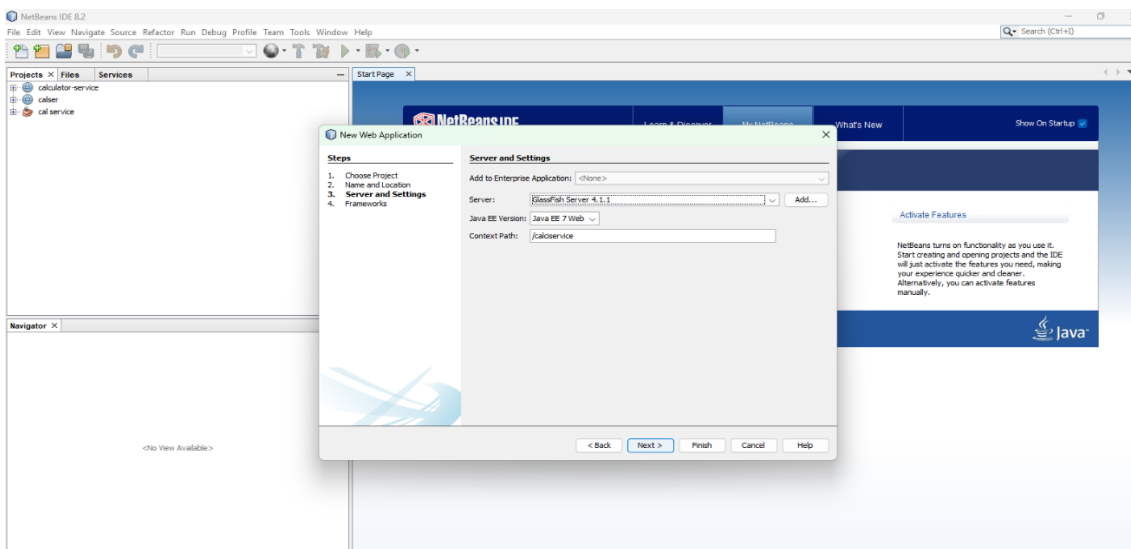 NetBeans IDE 8.2
File Edit View Navigate Source Refactor Run Debug Profile Team Tools Window Help
Search (Ctrl+I)
Projects Files Services
calculator-service
calser
cal service
Start Page
NetBeans IDE
Learn & Discover My NetBeans What's New Show On Startup
New Web Application
Steps
1. Choose Project
2. Name and Location
3. Server and Settings
4. Frameworks
Server and Settings
Add to Enterprise Application: <None>
Server: GlassFish Server 4.1.1 Add...
Java EE Version: Java EE 7 Web
Context Path: /calciservice
< Back Next > Finish Cancel Help
Activate Features
NetBeans turns on functionality as you use it.
Start creating and opening projects and the IDE
will just activate the features you need, making
your experience quicker and cleaner.
Alternatively, you can activate features
manually.
Java
Navigator
<No View Available>